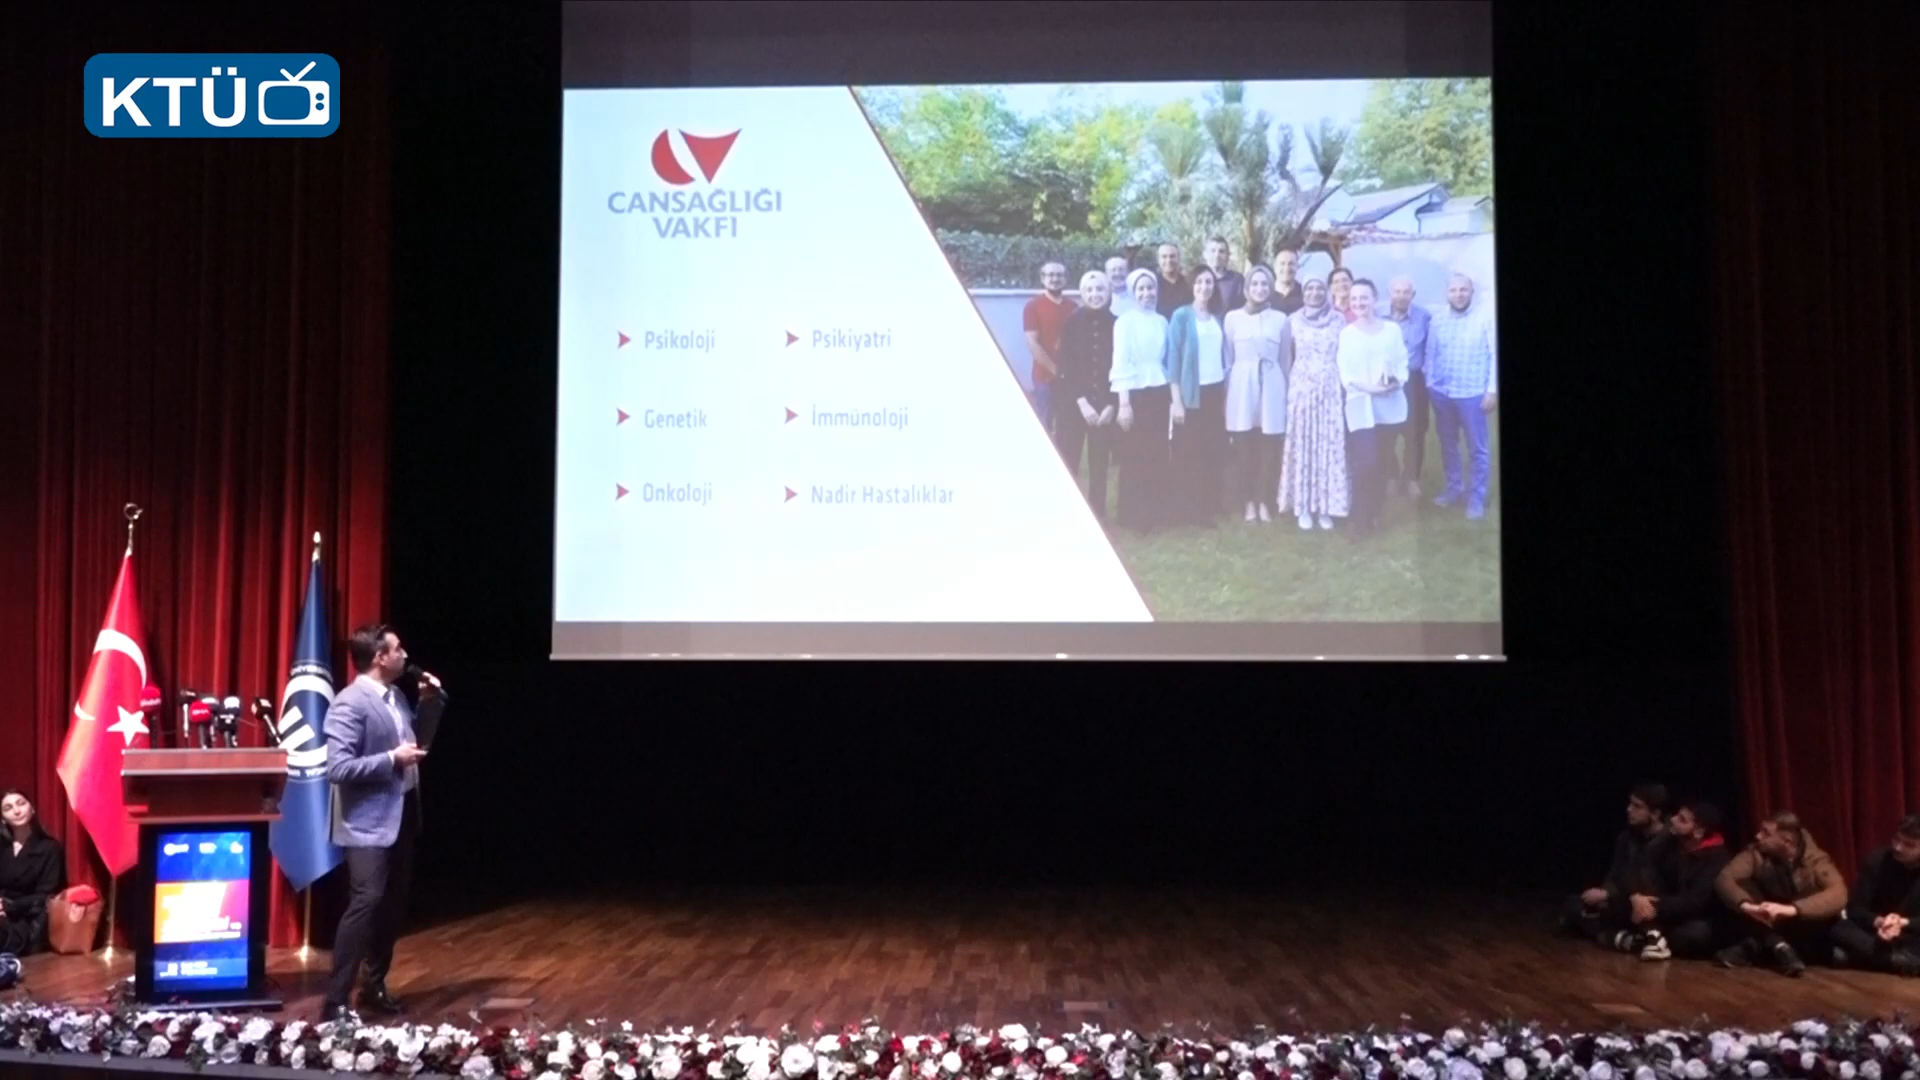 KTÜ
CANSAĞLIĞI
VAKFI
Psikoloji
Psikiyatri
Genetik
İmmünoloji
Onkoloji
Nadir Hastalıklar